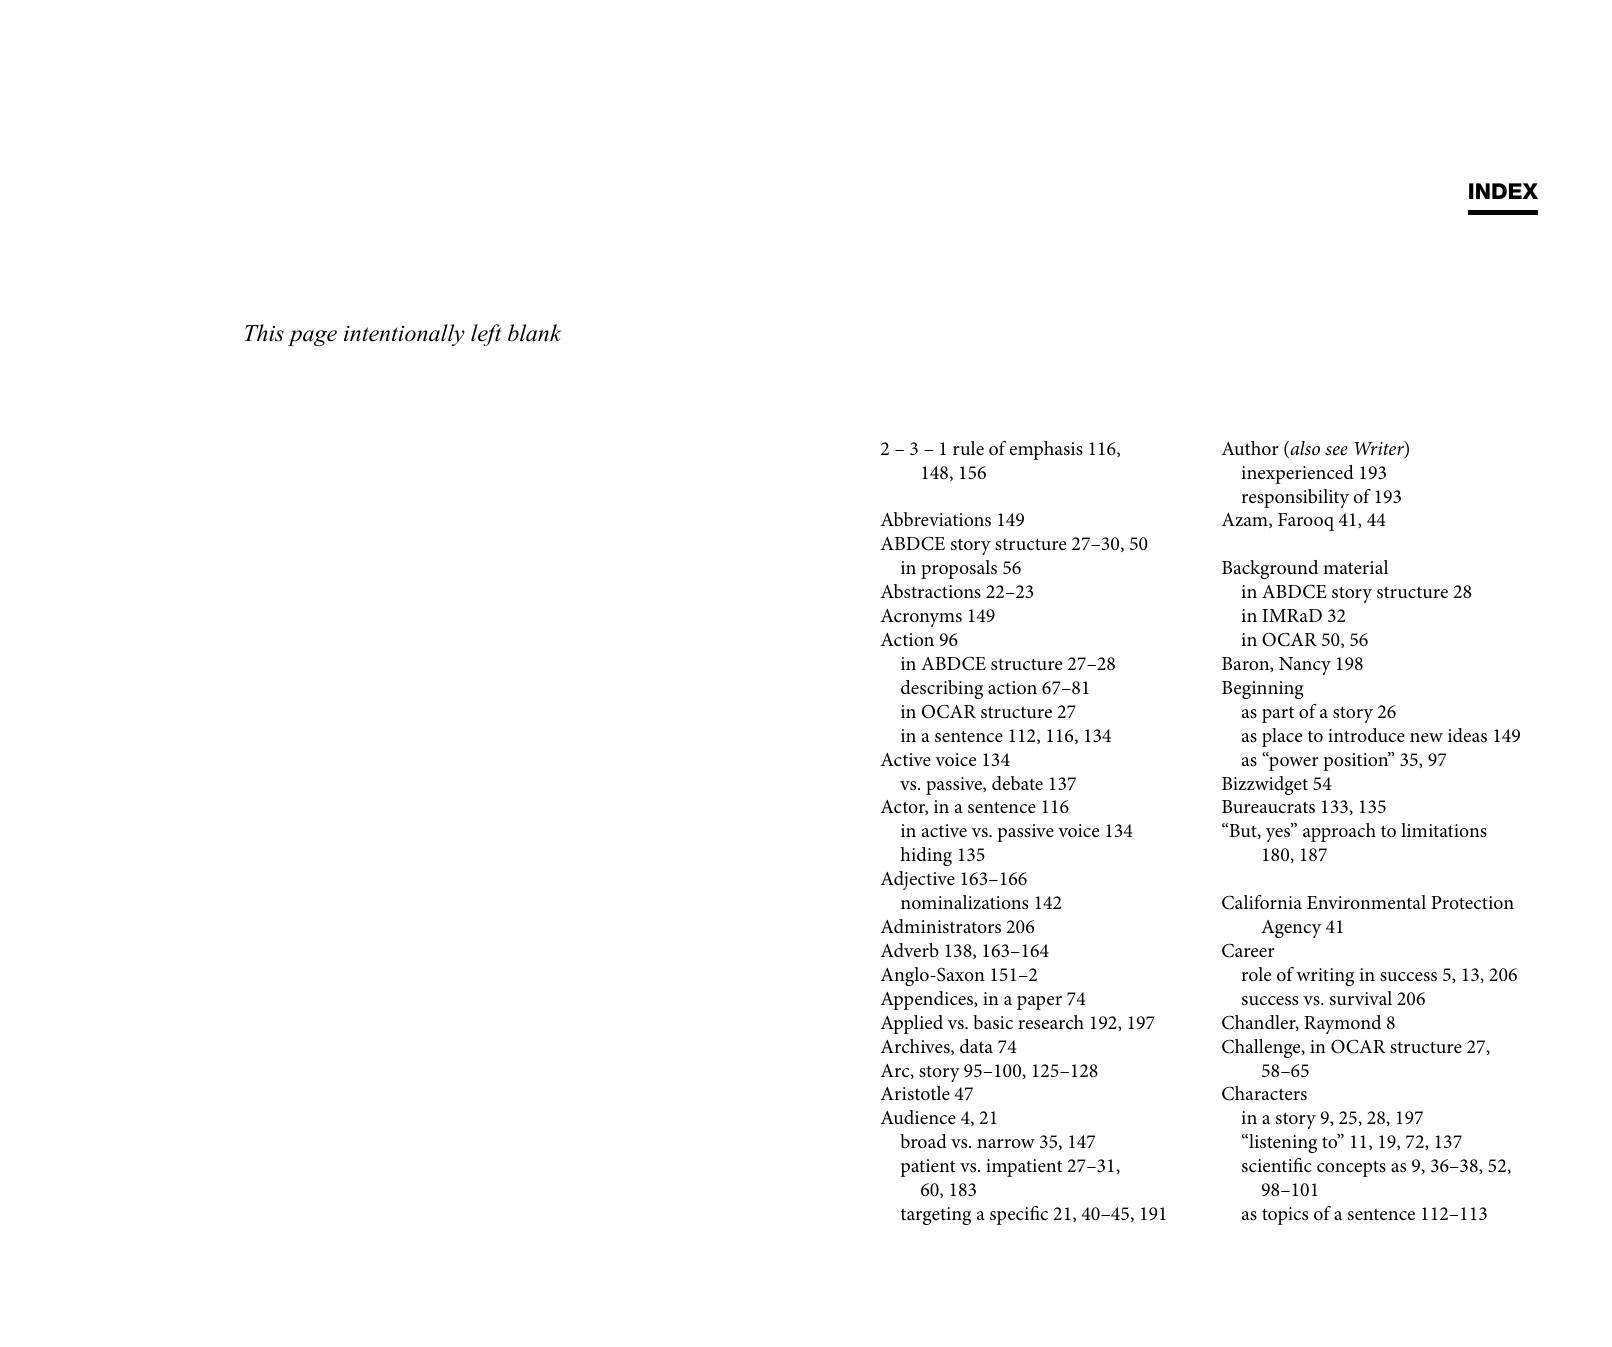 This page intentionally left blank
INDEX
2 – 3 – 1 rule of emphasis 116,
148, 156
Abbreviations 149
ABDCE story structure 27–30, 50
in proposals 56
Abstractions 22–23
Acronyms 149
Action 96
in ABDCE structure 27–28
describing action 67–81
in OCAR structure 27
in a sentence 112, 116, 134
Active voice 134
vs. passive, debate 137
Actor, in a sentence 116
in active vs. passive voice 134
hiding 135
Adjective 163–166
nominalizations 142
Administrators 206
Adverb 138, 163–164
Anglo-Saxon 151–2
Appendices, in a paper 74
Applied vs. basic research 192, 197
Archives, data 74
Arc, story 95–100, 125–128
Aristotle 47
Audience 4, 21
broad vs. narrow 35, 147
patient vs. impatient 27–31,
60, 183
targeting a specific 21, 40–45, 191
Author (also see Writer)
inexperienced 193
responsibility of 193
Azam, Farooq 41, 44
Background material
in ABDCE story structure 28
in IMRaD 32
in OCAR 50, 56
Baron, Nancy 198
Beginning
as part of a story 26
as place to introduce new ideas 149
as “power position” 35, 97
Bizzwidget 54
Bureaucrats 133, 135
“But, yes” approach to limitations
180, 187
California Environmental Protection
Agency 41
Career
role of writing in success 5, 13, 206
success vs. survival 206
Chandler, Raymond 8
Challenge, in OCAR structure 27,
58–65
Characters
in a story 9, 25, 28, 197
“listening to” 11, 19, 72, 137
scientific concepts as 9, 36–38, 52,
98–101
as topics of a sentence 112–113